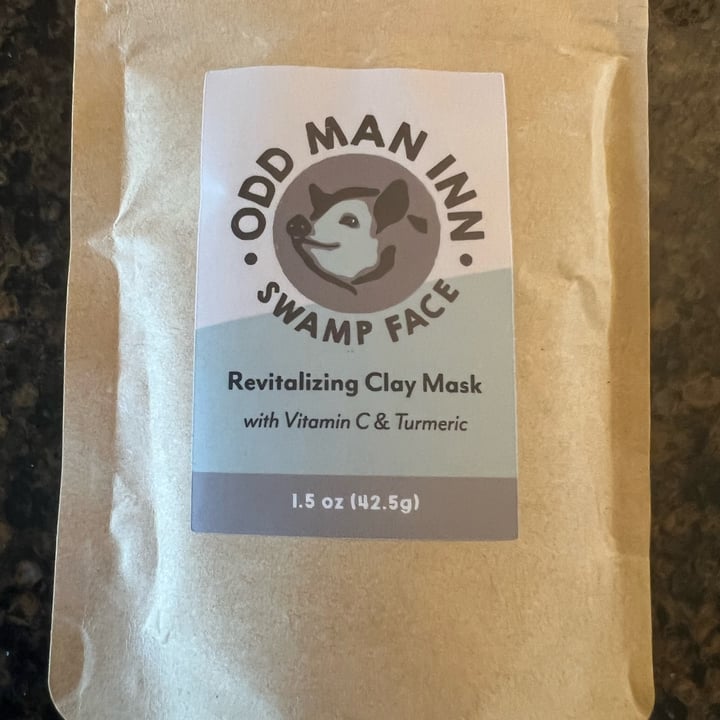 • ODD MAN INN •
SWAMP FACE
Revitalizing Clay Mask
with Vitamin C & Turmeric
1.5 oz (42.5g)